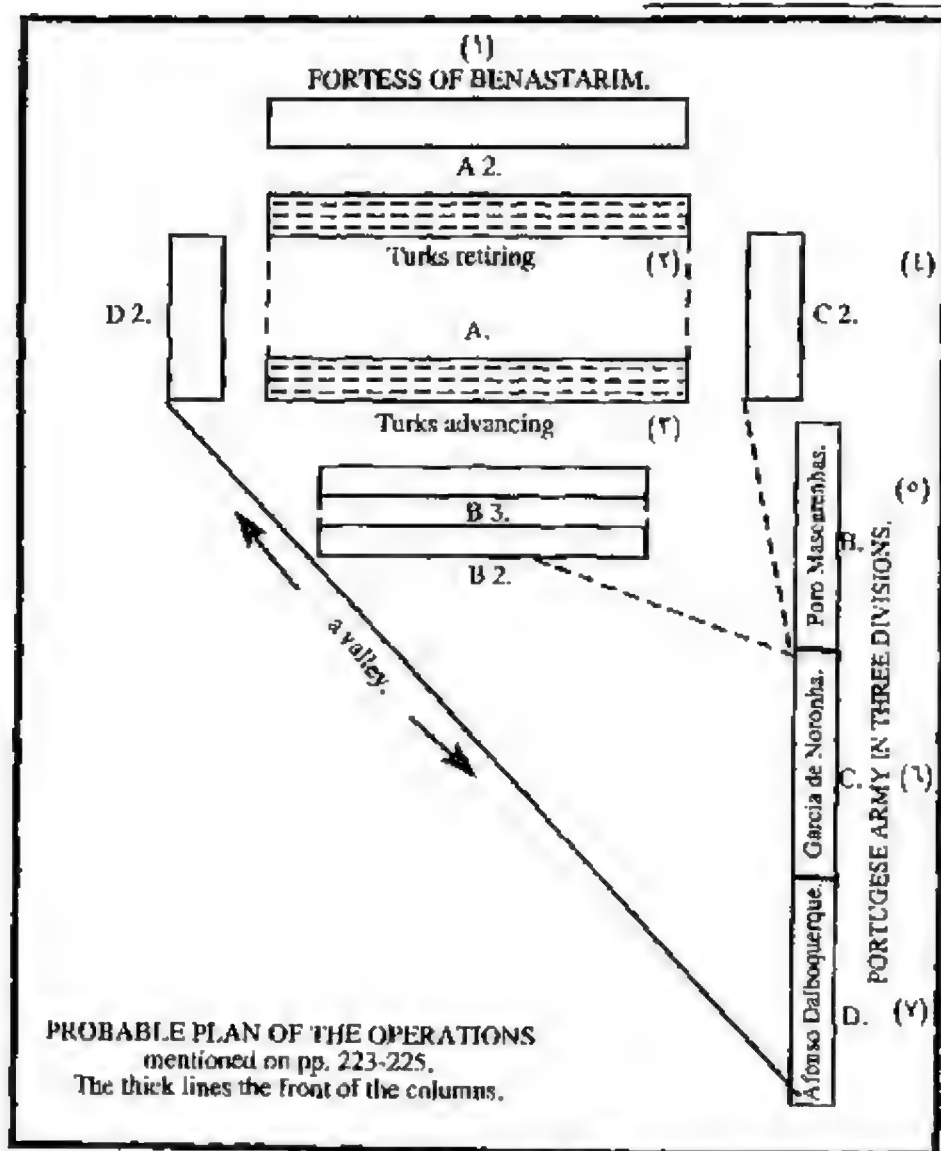 (١)
FORTESS OF BENASTARIM.
A 2.
Turks retiring
(٢)
(٤)
D 2.
C 2.
A.
Turks advancing
(٣)
(٥)
B 3.
B 2.
B.
a valley.
Garcia de Noronha.
C.
(٦)
PORTUGESE ARMY IN THREE DIVISIONS.
Afonso Dalboquerque.
D.
(٧)
PROBABLE PLAN OF THE OPERATIONS
mentioned on pp. 223-225.
The thick lines the front of the columns.